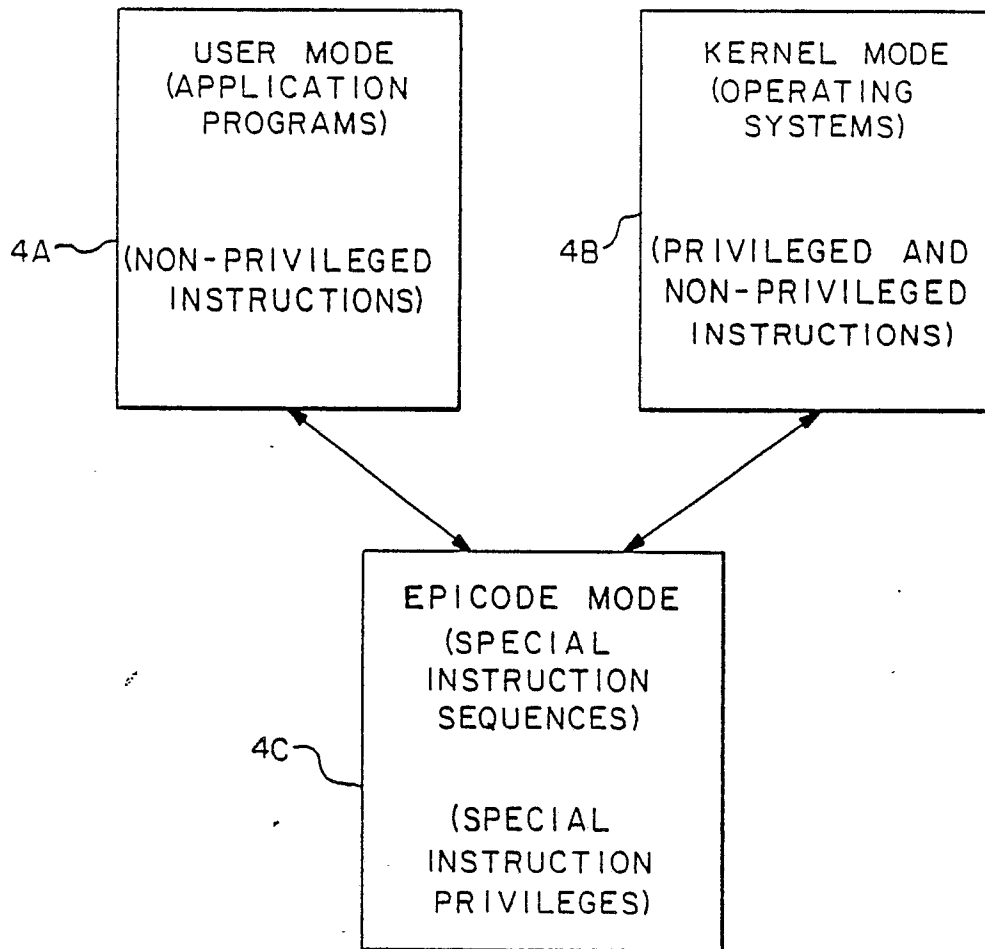 USER MODE
(APPLICATION
PROGRAMS)
4A
(NON-PRIVILEGED
INSTRUCTIONS)
KERNEL MODE
(OPERATING
SYSTEMS)
4B
(PRIVILEGED AND
NON-PRIVILEGED
INSTRUCTIONS)
EPICODE MODE
(SPECIAL
INSTRUCTION
SEQUENCES)
4C
(SPECIAL
INSTRUCTION
PRIVILEGES)